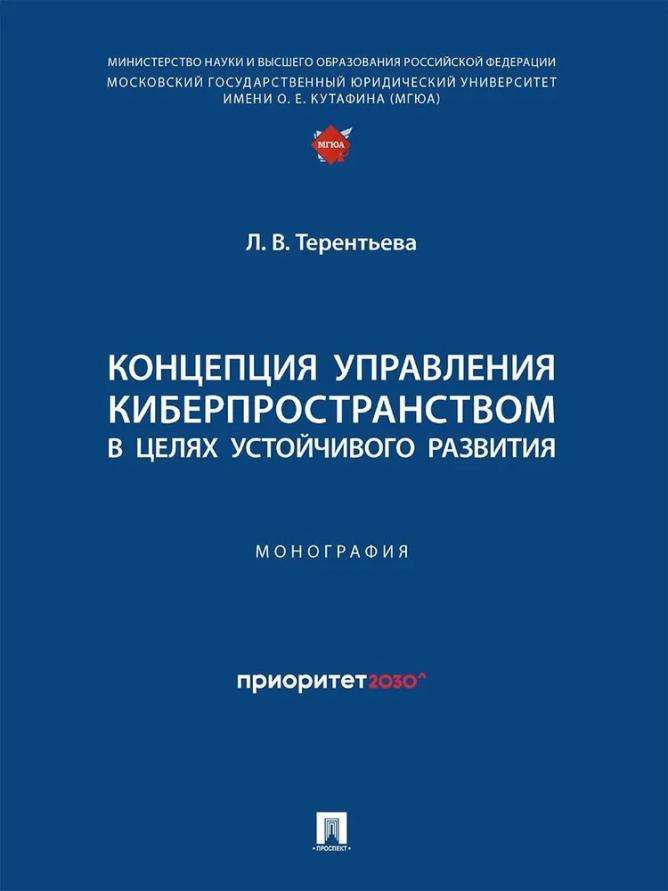 МИНИСТЕРСТВО НАУКИ И ВЫСШЕГО ОБРАЗОВАНИЯ РОССИЙСКОЙ ФЕДЕРАЦИИ
МОСКОВСКИЙ ГОСУДАРСТВЕННЫЙ ЮРИДИЧЕСКИЙ УНИВЕРСИТЕТ
ИМЕНИ О. Е. КУТАФИНА (МГЮА)
МГЮА
Л. В. Терентьева
КОНЦЕПЦИЯ УПРАВЛЕНИЯ
КИБЕРПРОСТРАНСТВОМ
В ЦЕЛЯХ УСТОЙЧИВОГО РАЗВИТИЯ
МОНОГРАФИЯ
приоритет2030^
• ПРОСПЕКТ •